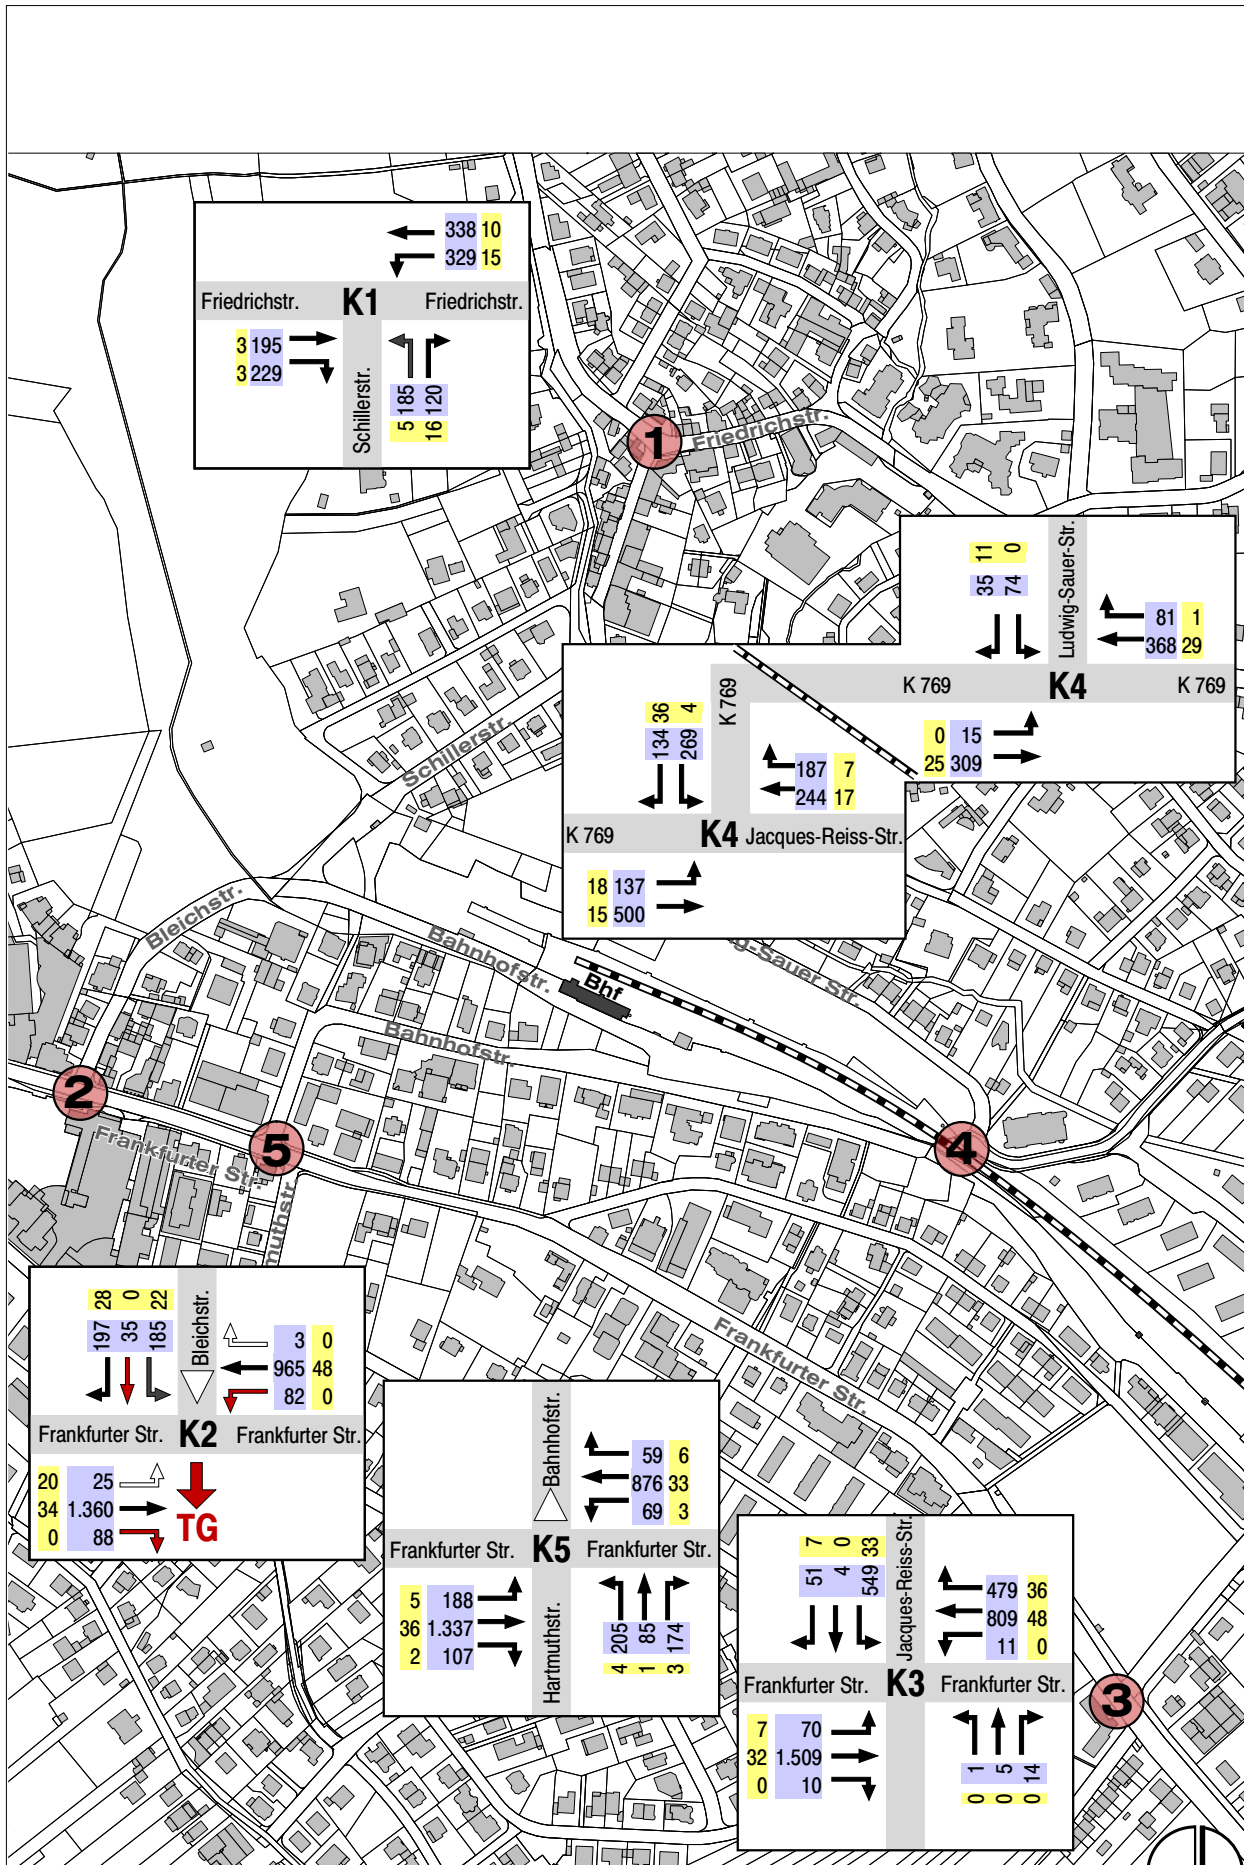 338 10
329 15
Friedrichstr. K1 Friedrichstr.
3 195
3 229
Schillerstr.
5 185
16 120
1
Friedrichstr.
11 0
35 74
Ludwig-Sauer-Str.
81 1
368 29
K 769 K4 K 769
0 15
25 309
36 4
134 269
K 769
187 7
244 17
K 769 K4 Jacques-Reiss-Str.
18 137
15 500
Schillerstr.
Bleichstr.
Bahnhofstr.
Bhf
g-Sauer Str.
Bahnhofstr.
2
5
4
Frankfurter Str.
muthstr.
28 0 22
197 35 185
Bleichstr.
3 0
965 48
82 0
Frankfurter Str. K2 Frankfurter Str.
20 25
34 1.360
0 88
TG
Frankfurter Str.
Bahnhofstr.
59 6
876 33
69 3
Frankfurter Str. K5 Frankfurter Str.
5 188
36 1.337
2 107
Hartmuthstr.
205 85 174
4 1 3
7 0 33
51 4 549
Jacques-Reiss-Str.
479 36
809 48
11 0
Frankfurter Str. K3 Frankfurter Str.
7 70
32 1.509
0 10
1 5 14
0 0 0
3